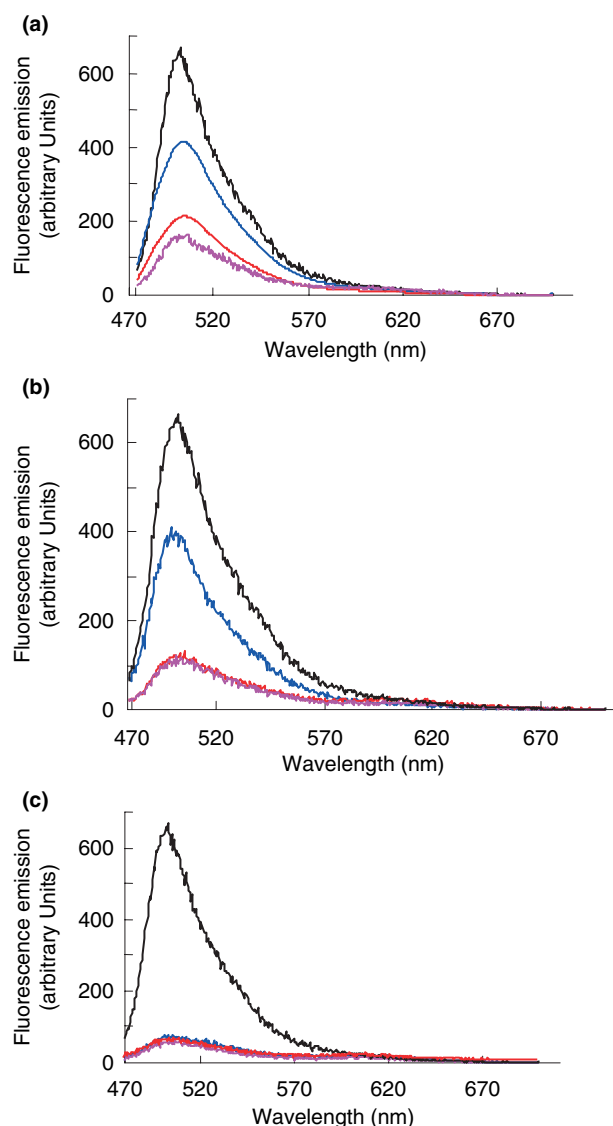 (a)
Fluorescence emission
(arbitrary Units)
600
400
200
0
470 520 570 620 670
Wavelength (nm)
(b)
Fluorescence emission
(arbitrary Units)
600
400
200
0
470 520 570 620 670
Wavelength (nm)
(c)
Fluorescence emission
(arbitrary Units)
600
400
200
0
470 520 570 620 670
Wavelength (nm)